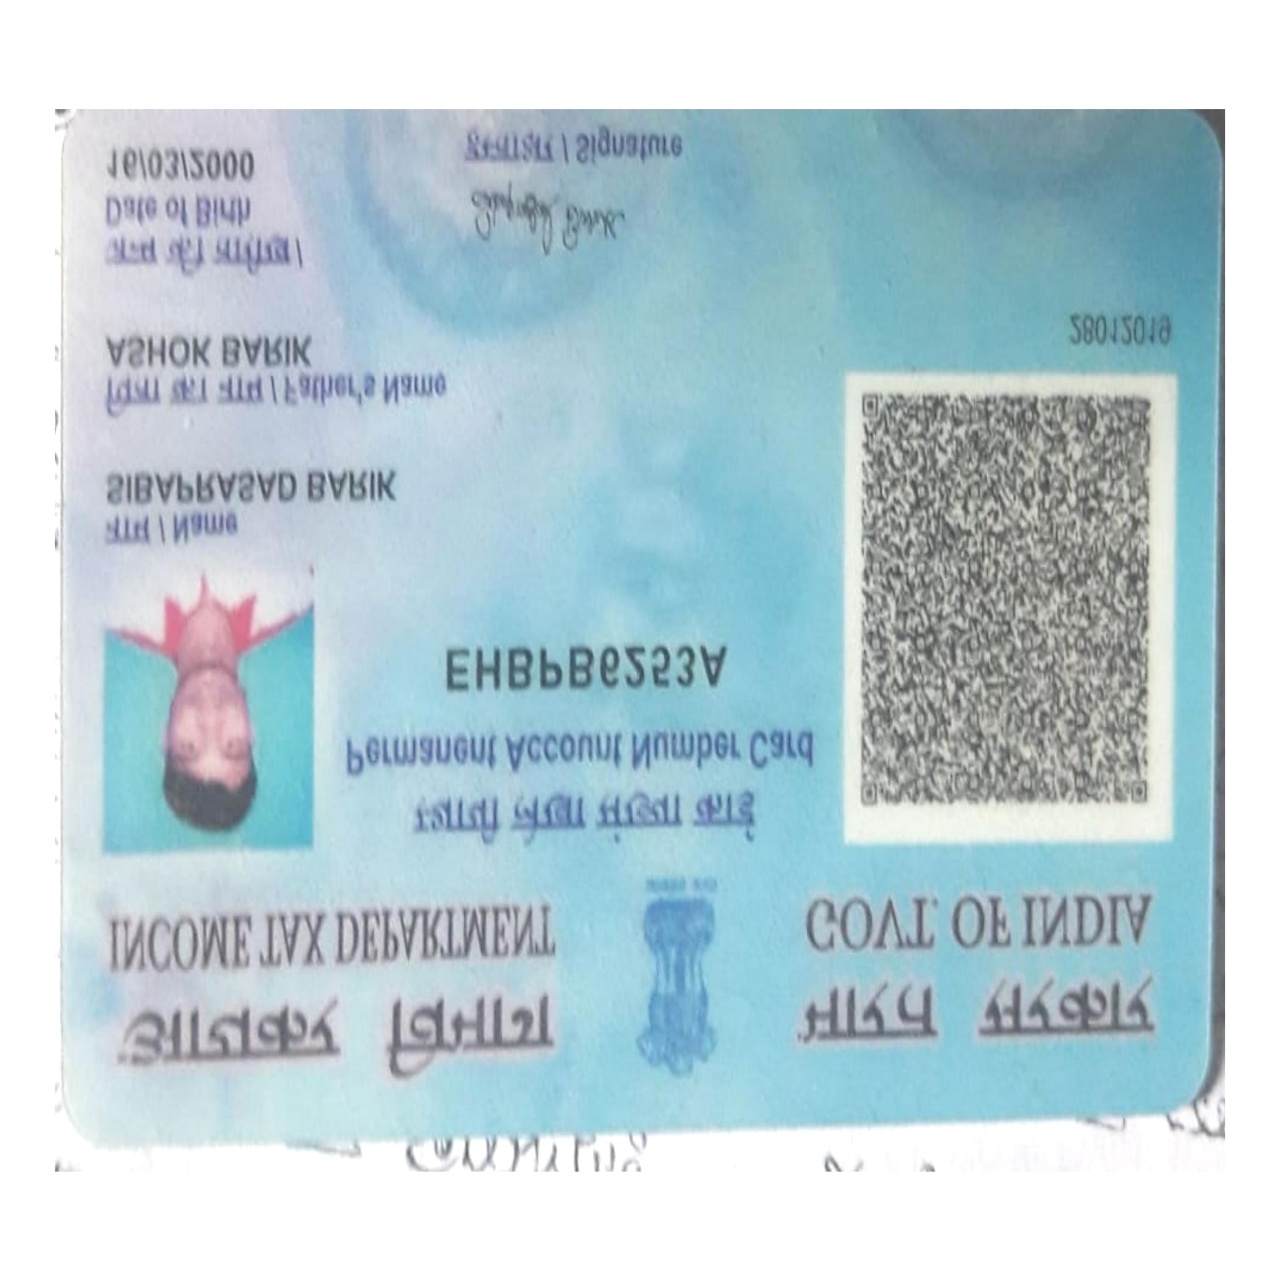 आयकर विभाग
INCOME TAX DEPARTMENT
भारत सरकार
GOVT. OF INDIA
स्थायी लेखा संख्या कार्ड
Permanent Account Number Card
EHBPB6253A
नाम / Name
SIBAPRASAD BARIK
पिता का नाम / Father's Name
ASHOK BARIK
28012019
जन्म की तारीख /
Date of Birth
16/03/2000
हस्ताक्षर / Signature